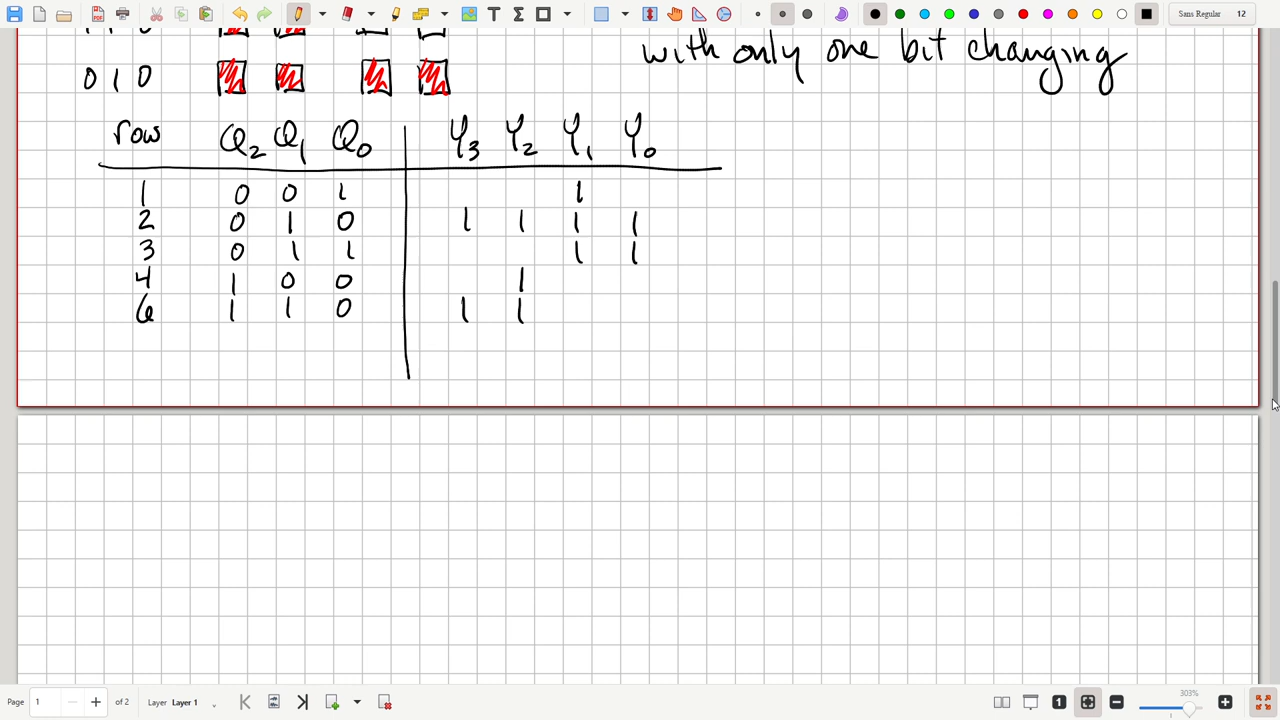 with only one bit changing
0 1 0
row Q2 Q1 Q0 Y3 Y2 Y1 Y0
1 0 0 1 1
2 0 1 0 1 1 1 1
3 0 1 1 1 1
4 1 0 0 1
6 1 1 0 1 1
Sans Regular 12
Page 1 of 2 Layer Layer 1 303%